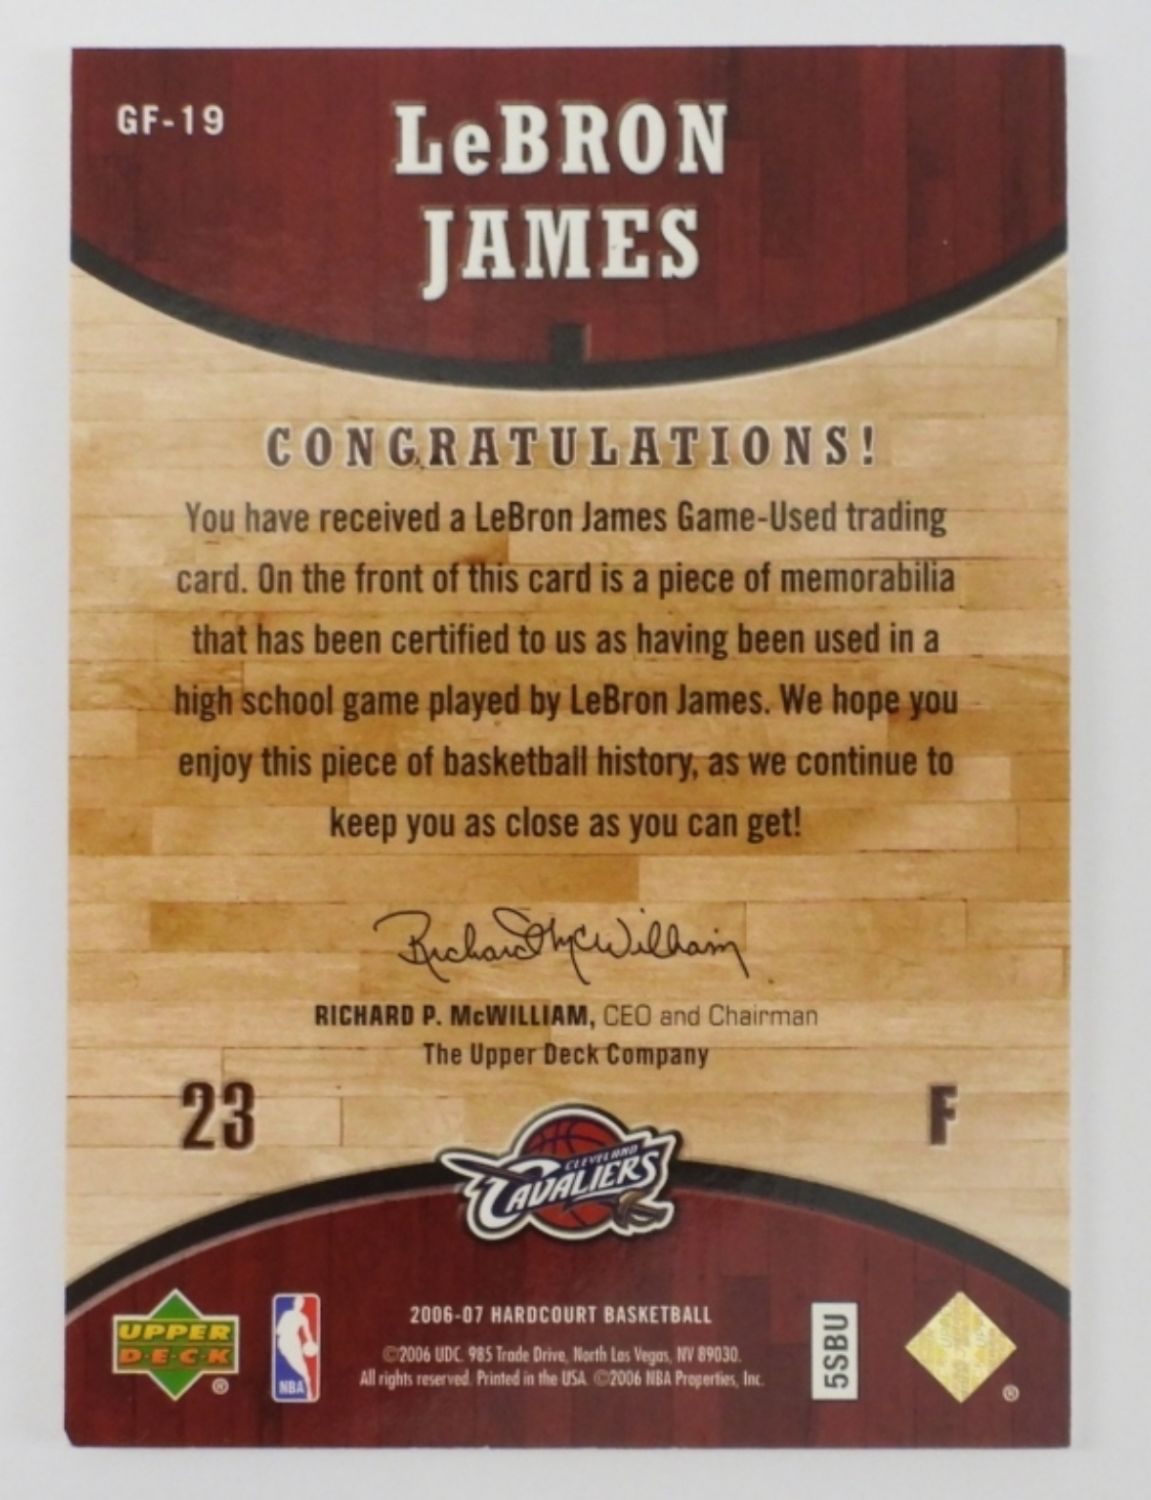 GF-19
LeBRON
JAMES
CONGRATULATIONS!
You have received a LeBron James Game-Used trading
card. On the front of this card is a piece of memorabilia
that has been certified to us as having been used in a
high school game played by LeBron James. We hope you
enjoy this piece of basketball history, as we continue to
keep you as close as you can get!
Richard McWilliam
RICHARD P. McWILLIAM, CEO and Chairman
The Upper Deck Company
23
F
CLEVELAND
CAVALIERS
UPPER
D·E·C·K
®
NBA
2006-07 HARDCOURT BASKETBALL
©2006 UDC. 985 Trade Drive, North Las Vegas, NV 89030.
All rights reserved. Printed in the USA. ©2006 NBA Properties, Inc.
5SBU
®